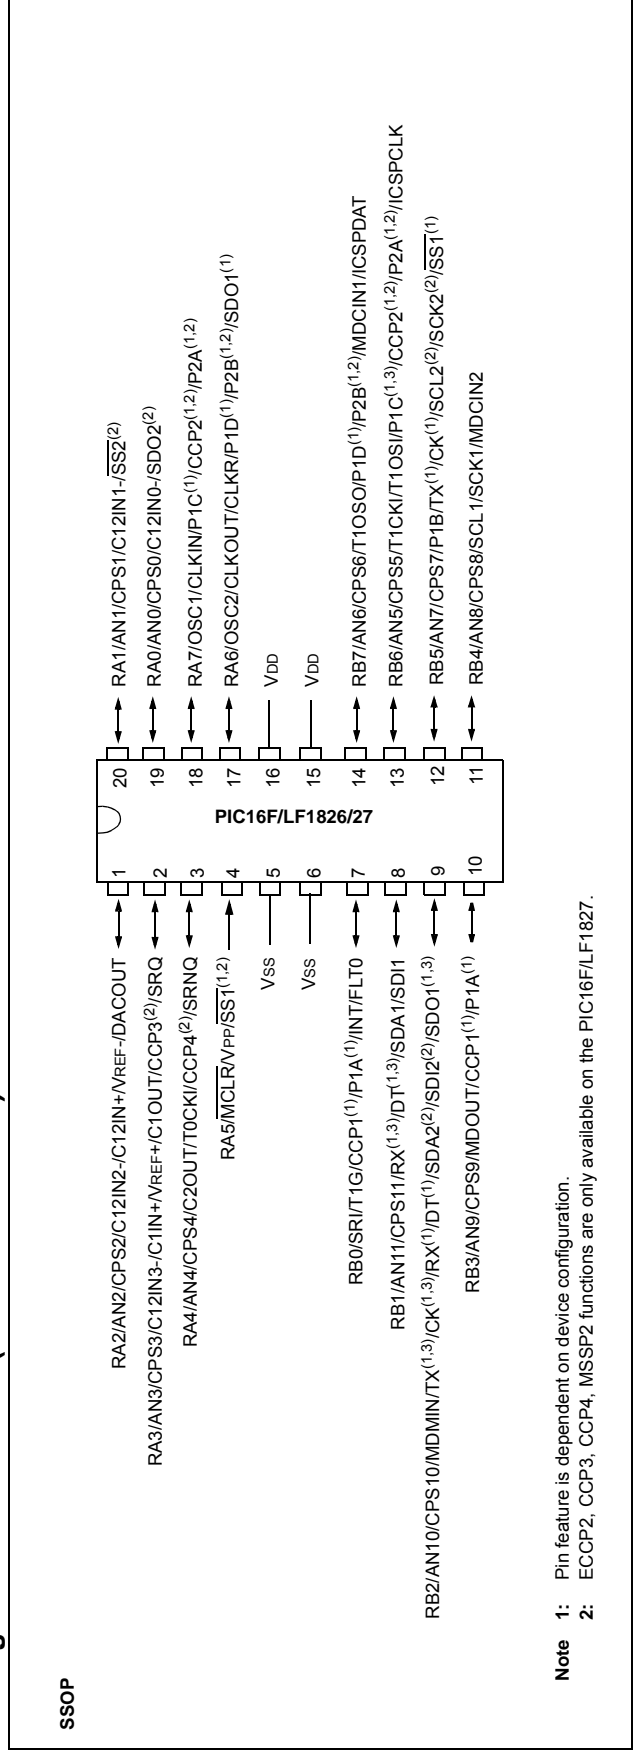 SSOP
RA2/AN2/CPS2/C12IN2-/C12IN+/VREF-/DACOUT
RA3/AN3/CPS3/C12IN3-/C1IN+/VREF+/C1OUT/CCP3(2)/SRQ
RA4/AN4/CPS4/C2OUT/T0CKI/CCP4(2)/SRNQ
RA5/MCLR/VPP/SS1(1,2)
VSS
VSS
RB0/SRI/T1G/CCP1(1)/P1A(1)/INT/FLT0
RB1/AN11/CPS11/RX(1,3)/DT(1,3)/SDA1/SDI1
RB2/AN10/CPS10/MDMIN/TX(1,3)/CK(1,3)/RX(1)/DT(1)/SDA2(2)/SDI2(2)/SDO1(1,3)
RB3/AN9/CPS9/MDOUT/CCP1(1)/P1A(1)
1
2
3
4
5
6
7
8
9
10
PIC16F/LF1826/27
20
19
18
17
16
15
14
13
12
11
RA1/AN1/CPS1/C12IN1-/SS2(2)
RA0/AN0/CPS0/C12IN0-/SDO2(2)
RA7/OSC1/CLKIN/P1C(1)/CCP2(1,2)/P2A(1,2)
RA6/OSC2/CLKOUT/CLKR/P1D(1)/P2B(1,2)/SDO1(1)
VDD
VDD
RB7/AN6/CPS6/T1OSO/P1D(1)/P2B(1,2)/MDCIN1/ICSPDAT
RB6/AN5/CPS5/T1CKI/T1OSI/P1C(1,3)/CCP2(1,2)/P2A(1,2)/ICSPCLK
RB5/AN7/CPS7/P1B/TX(1)/CK(1)/SCL2(2)/SCK2(2)/SS1(1)
RB4/AN8/CPS8/SCL1/SCK1/MDCIN2
Note 1: Pin feature is dependent on device configuration.
2: ECCP2, CCP3, CCP4, MSSP2 functions are only available on the PIC16F/LF1827.